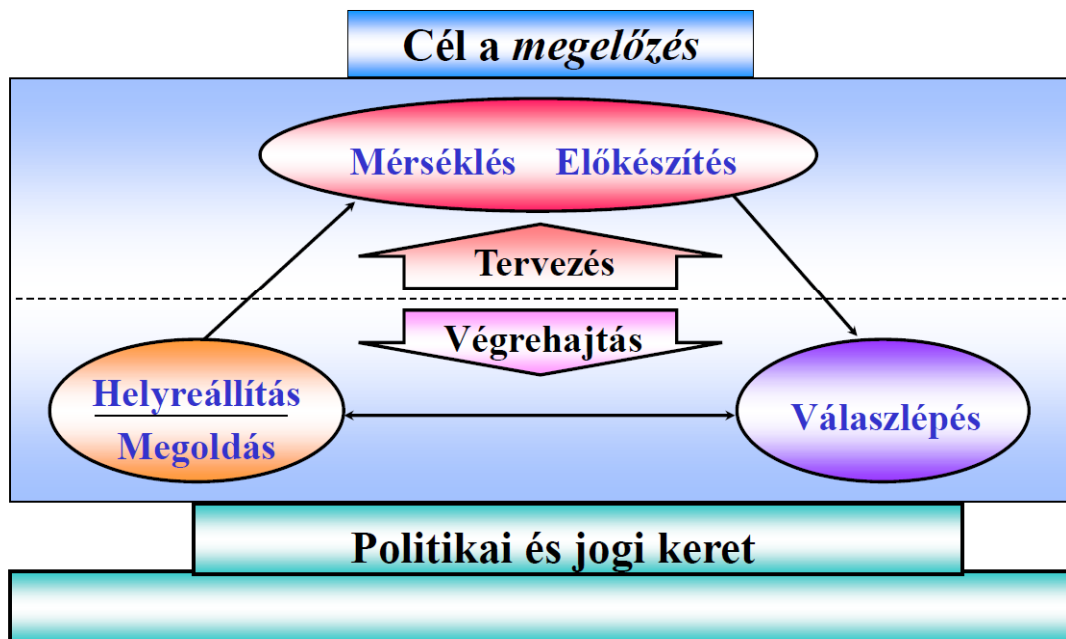 Cél a megelőzés
Mérséklés Előkészítés
Tervezés
Végrehajtás
Helyreállítás
Megoldás
Válaszlépés
Politikai és jogi keret